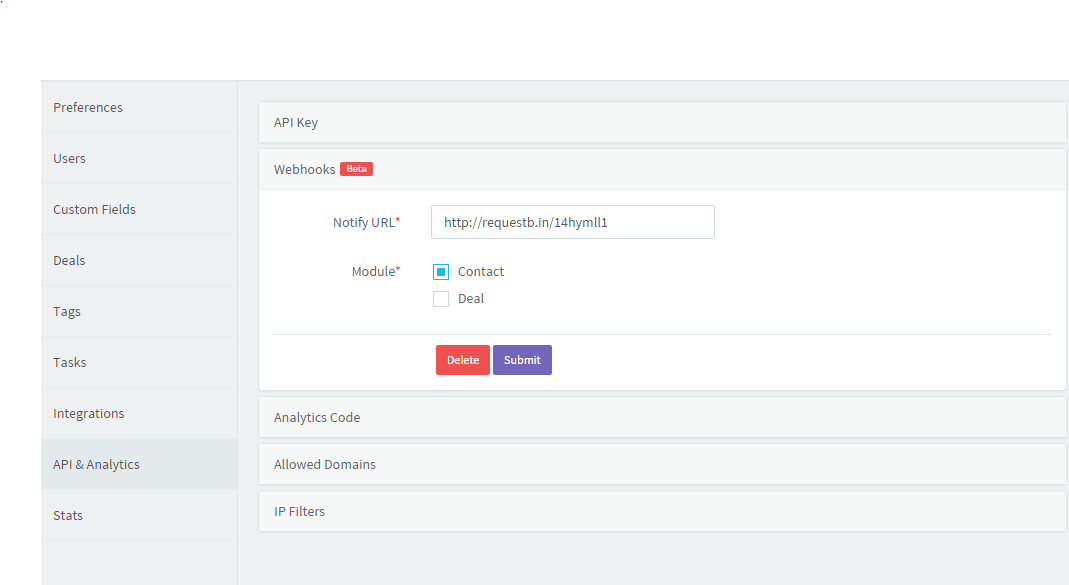 Preferences
Users
Custom Fields
Deals
Tags
Tasks
Integrations
API & Analytics
Stats
API Key
Webhooks Beta
Notify URL* http://requestb.in/14hymll1
Module* Contact
Deal
Delete Submit
Analytics Code
Allowed Domains
IP Filters